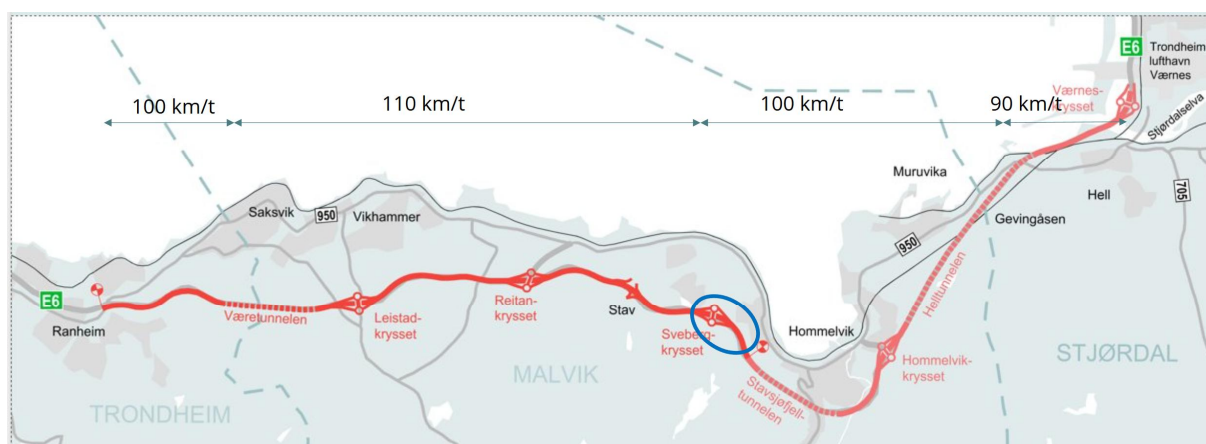 E6
Trondheim
lufthavn
Værnes
100 km/t
110 km/t
100 km/t
90 km/t
Værnes-
krysset
Stjørdalselva
Muruvika
Hell
705
Saksvik
950
Vikhammer
950
Gevingåsen
Helltunnelen
E6
Ranheim
Væretunnelen
Leistad-
krysset
Reitan-
krysset
Stav
Sveberg-
krysset
Hommelvik
Hommelvik-
krysset
Stavsjøfjell-
tunnelen
MALVIK
STJØRDAL
TRONDHEIM